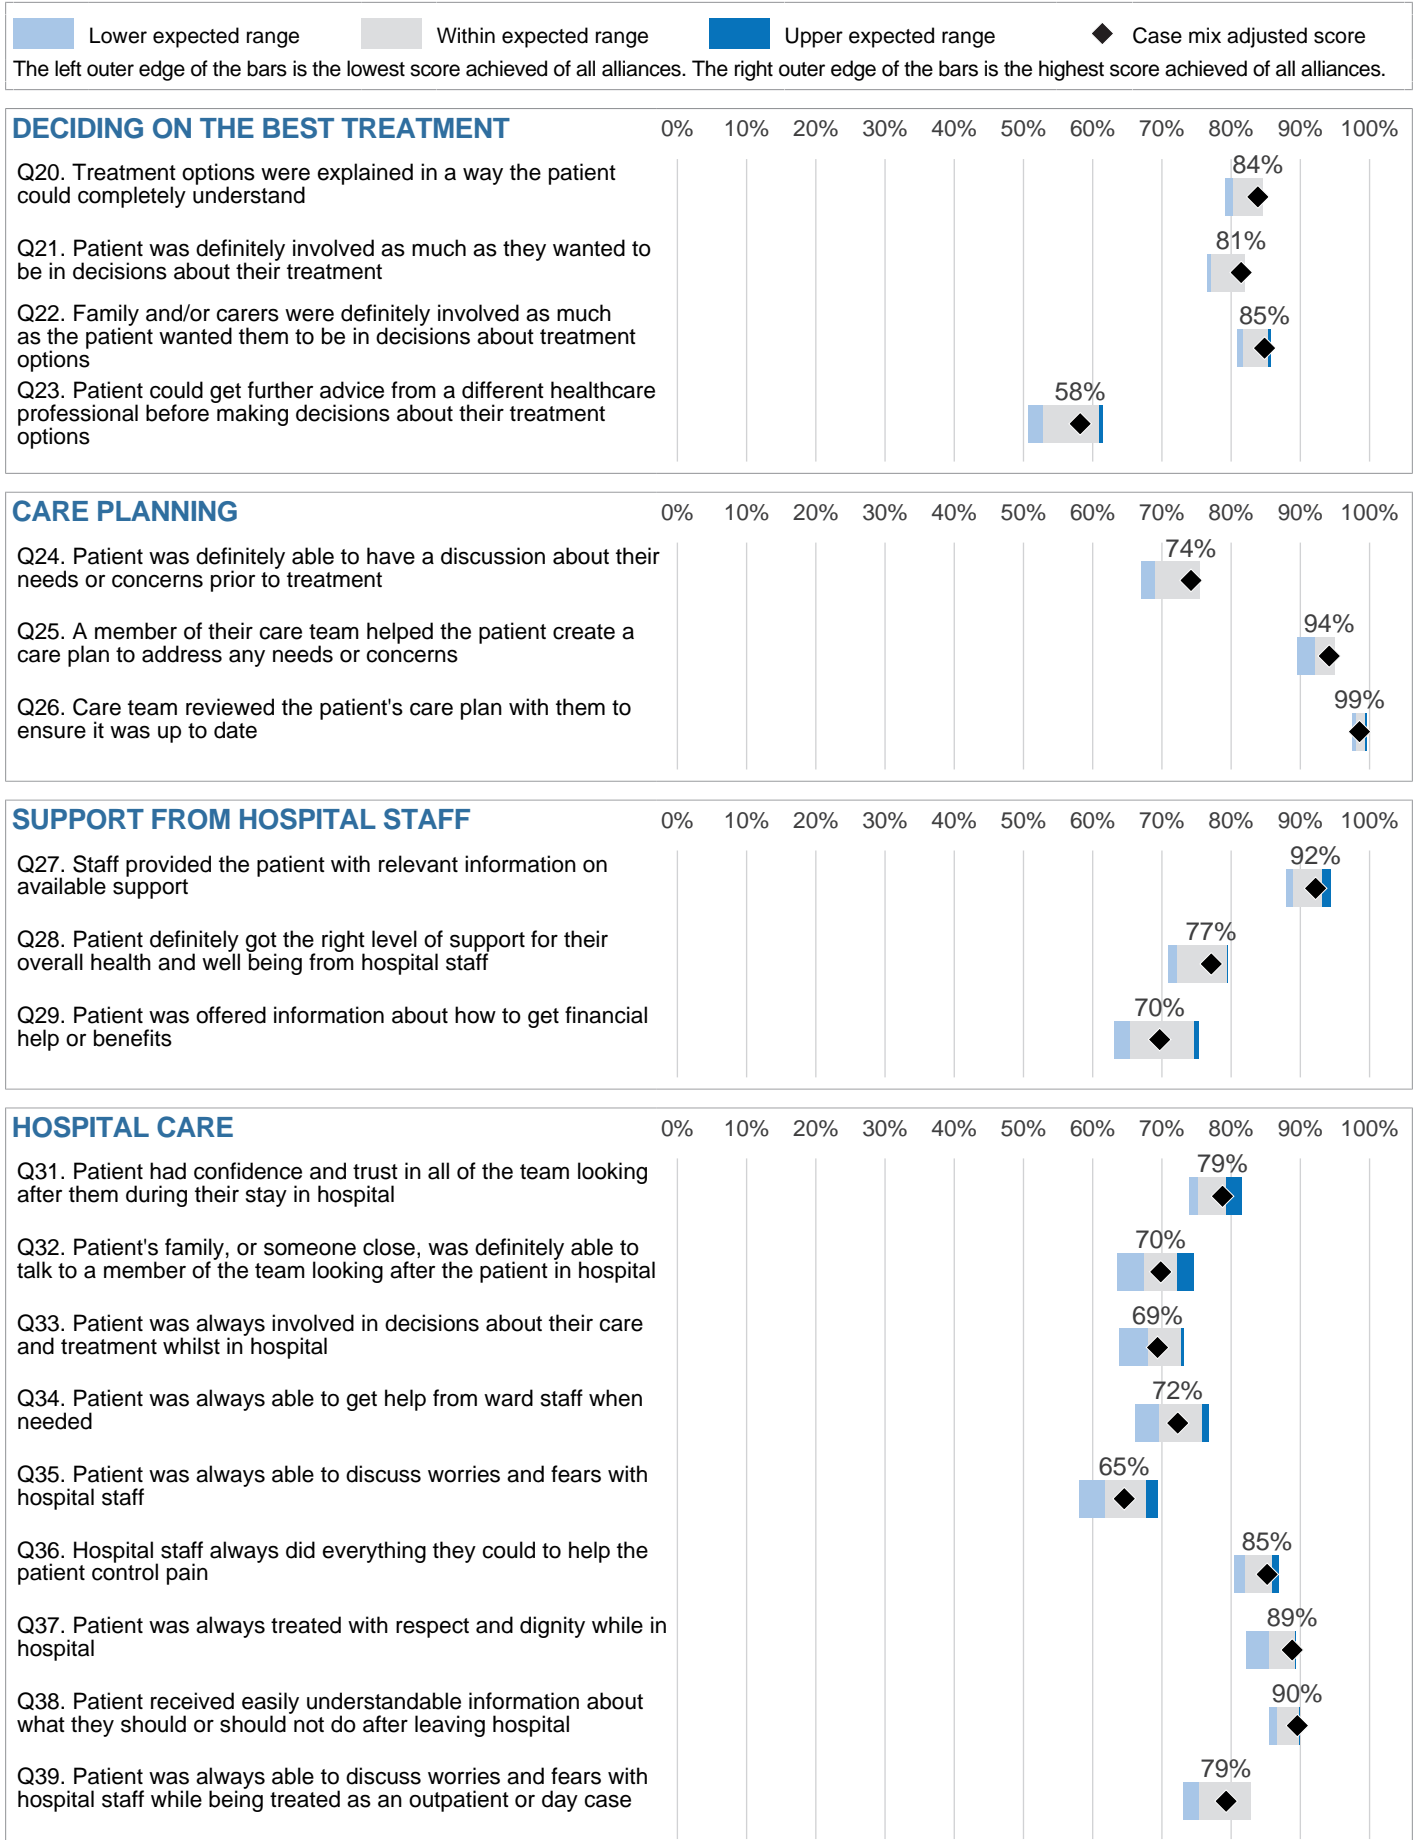 Lower expected range Within expected range Upper expected range Case mix adjusted score
The left outer edge of the bars is the lowest score achieved of all alliances. The right outer edge of the bars is the highest score achieved of all alliances.
DECIDING ON THE BEST TREATMENT 0% 10% 20% 30% 40% 50% 60% 70% 80% 90% 100%
84%
Q20. Treatment options were explained in a way the patient
could completely understand
81%
Q21. Patient was definitely involved as much as they wanted to
be in decisions about their treatment
85%
Q22. Family and/or carers were definitely involved as much
as the patient wanted them to be in decisions about treatment
options
58%
Q23. Patient could get further advice from a different healthcare
professional before making decisions about their treatment
options
CARE PLANNING 0% 10% 20% 30% 40% 50% 60% 70% 80% 90% 100%
74%
Q24. Patient was definitely able to have a discussion about their
needs or concerns prior to treatment
94%
Q25. A member of their care team helped the patient create a
care plan to address any needs or concerns
99%
Q26. Care team reviewed the patient's care plan with them to
ensure it was up to date
SUPPORT FROM HOSPITAL STAFF 0% 10% 20% 30% 40% 50% 60% 70% 80% 90% 100%
92%
Q27. Staff provided the patient with relevant information on
available support
77%
Q28. Patient definitely got the right level of support for their
overall health and well being from hospital staff
70%
Q29. Patient was offered information about how to get financial
help or benefits
HOSPITAL CARE 0% 10% 20% 30% 40% 50% 60% 70% 80% 90% 100%
79%
Q31. Patient had confidence and trust in all of the team looking
after them during their stay in hospital
70%
Q32. Patient's family, or someone close, was definitely able to
talk to a member of the team looking after the patient in hospital
69%
Q33. Patient was always involved in decisions about their care
and treatment whilst in hospital
72%
Q34. Patient was always able to get help from ward staff when
needed
65%
Q35. Patient was always able to discuss worries and fears with
hospital staff
85%
Q36. Hospital staff always did everything they could to help the
patient control pain
89%
Q37. Patient was always treated with respect and dignity while in
hospital
90%
Q38. Patient received easily understandable information about
what they should or should not do after leaving hospital
79%
Q39. Patient was always able to discuss worries and fears with
hospital staff while being treated as an outpatient or day case